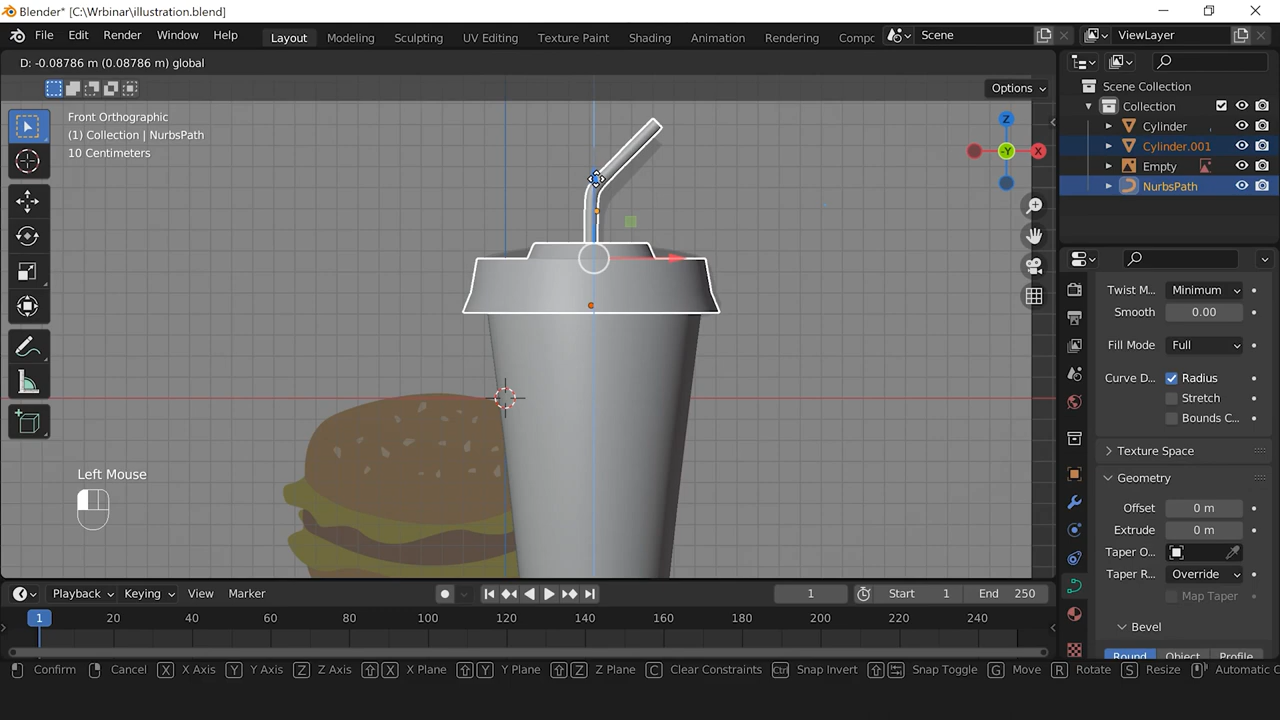 Blender* [C:\Wrbinar\illustration.blend]
File Edit Render Window Help Layout Modeling Sculpting UV Editing Texture Paint Shading Animation Rendering Compc Scene ViewLayer
D: -0.08786 m (0.08786 m) global
Options
Front Orthographic
(1) Collection | NurbsPath
10 Centimeters
Z
X
-Y
Left Mouse
Scene Collection
Collection
Cylinder
Cylinder.001
Empty
NurbsPath
Twist M... Minimum
Smooth 0.00
Fill Mode Full
Curve D... Radius
Stretch
Bounds C...
Texture Space
Geometry
Offset 0 m
Extrude 0 m
Taper O...
Taper R... Override
Map Taper
Bevel
Round Object Profile
Playback Keying View Marker 1 Start 1 End 250
1 20 40 60 80 100 120 140 160 180 200 220 240
Confirm Cancel X X Axis Y Y Axis Z Z Axis X X Plane Y Y Plane Z Z Plane C Clear Constraints Ctrl Snap Invert Snap Toggle G Move R Rotate S Resize Automatic C